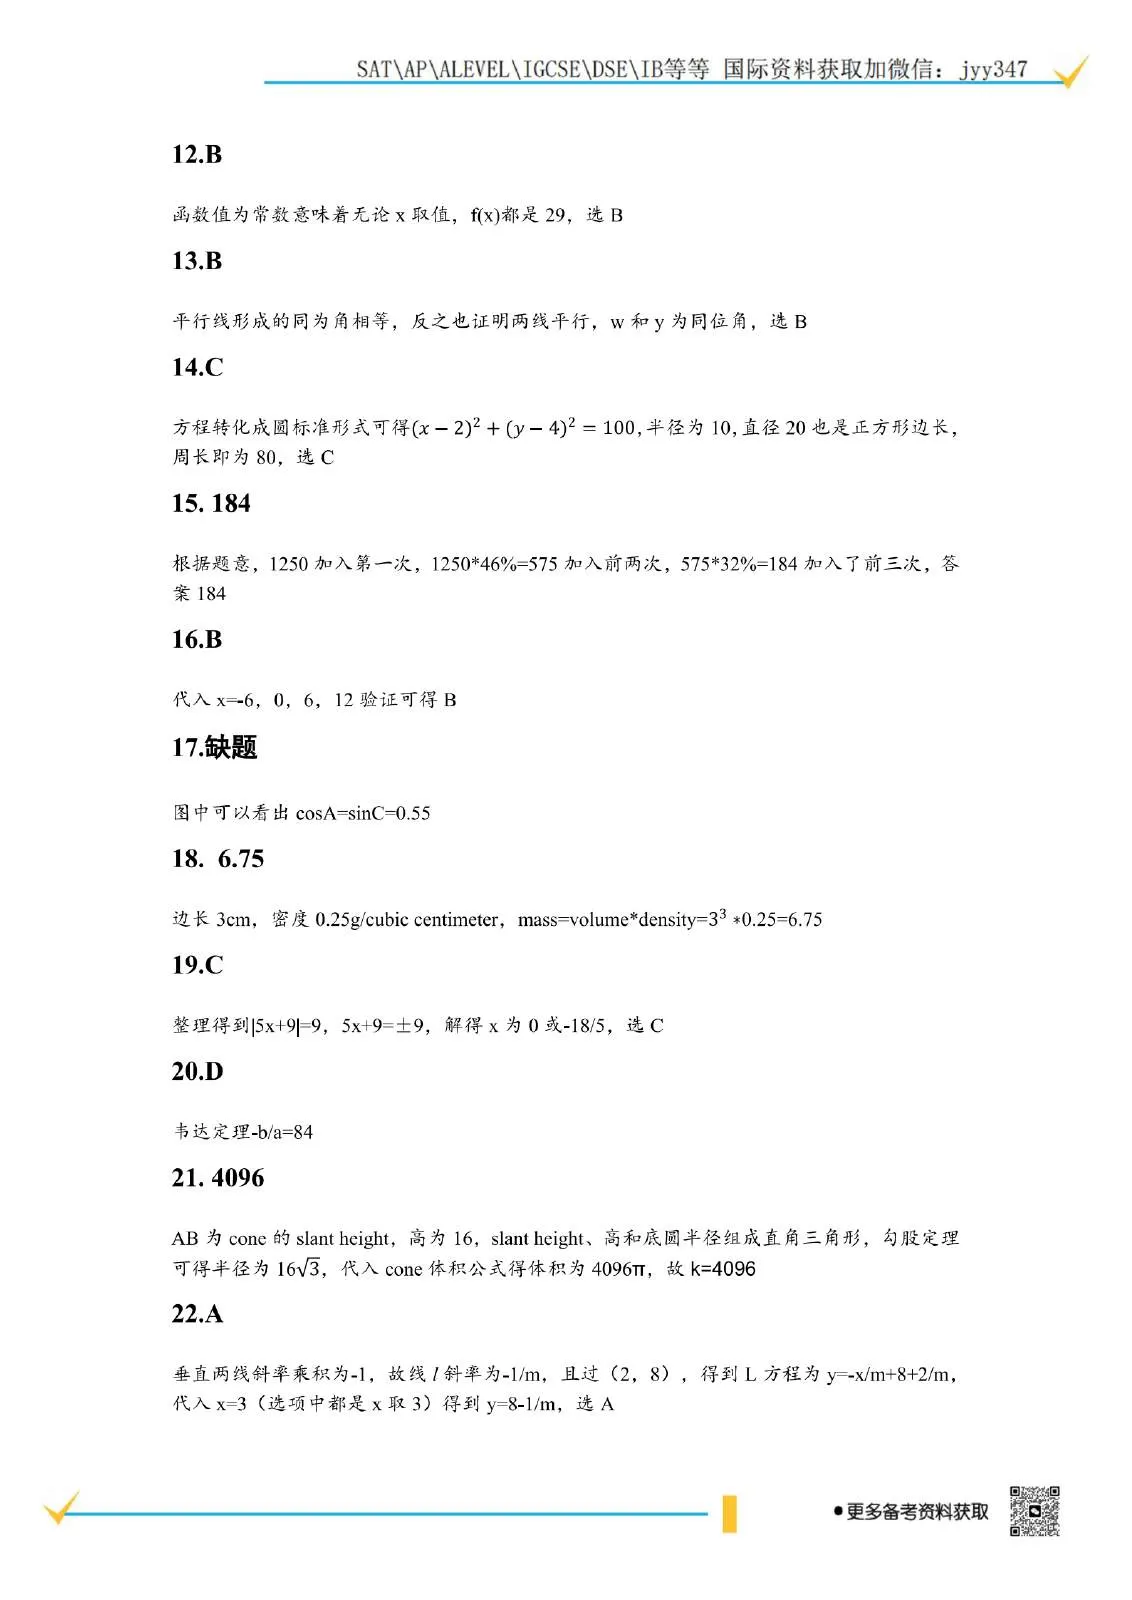 SAT\AP\ALEVEL\IGCSE\DSE\IB等等 国际资料获取加微信：jyy347
12.B
函数值为常数意味着无论 x 取值，f(x)都是 29，选 B
13.B
平行线形成的同为角相等，反之也证明两线平行，w 和 y 为同位角，选 B
14.C
方程转化成圆标准形式可得(x − 2)² + (y − 4)² = 100,半径为 10,直径 20 也是正方形边长，
周长即为 80，选 C
15. 184
根据题意，1250 加入第一次，1250*46%=575 加入前两次，575*32%=184 加入了前三次，答
案 184
16.B
代入 x=-6，0，6，12 验证可得 B
17.缺题
图中可以看出 cosA=sinC=0.55
18. 6.75
边长 3cm，密度 0.25g/cubic centimeter，mass=volume*density=3³ *0.25=6.75
19.C
整理得到|5x+9|=9，5x+9=±9，解得 x 为 0 或-18/5，选 C
20.D
韦达定理-b/a=84
21. 4096
AB 为 cone 的 slant height，高为 16，slant height、高和底圆半径组成直角三角形，勾股定理
可得半径为 16√3，代入 cone 体积公式得体积为 4096π，故 k=4096
22.A
垂直两线斜率乘积为-1，故线 l 斜率为-1/m，且过（2，8），得到 L 方程为 y=-x/m+8+2/m，
代入 x=3（选项中都是 x 取 3）得到 y=8-1/m，选 A
●更多备考资料获取